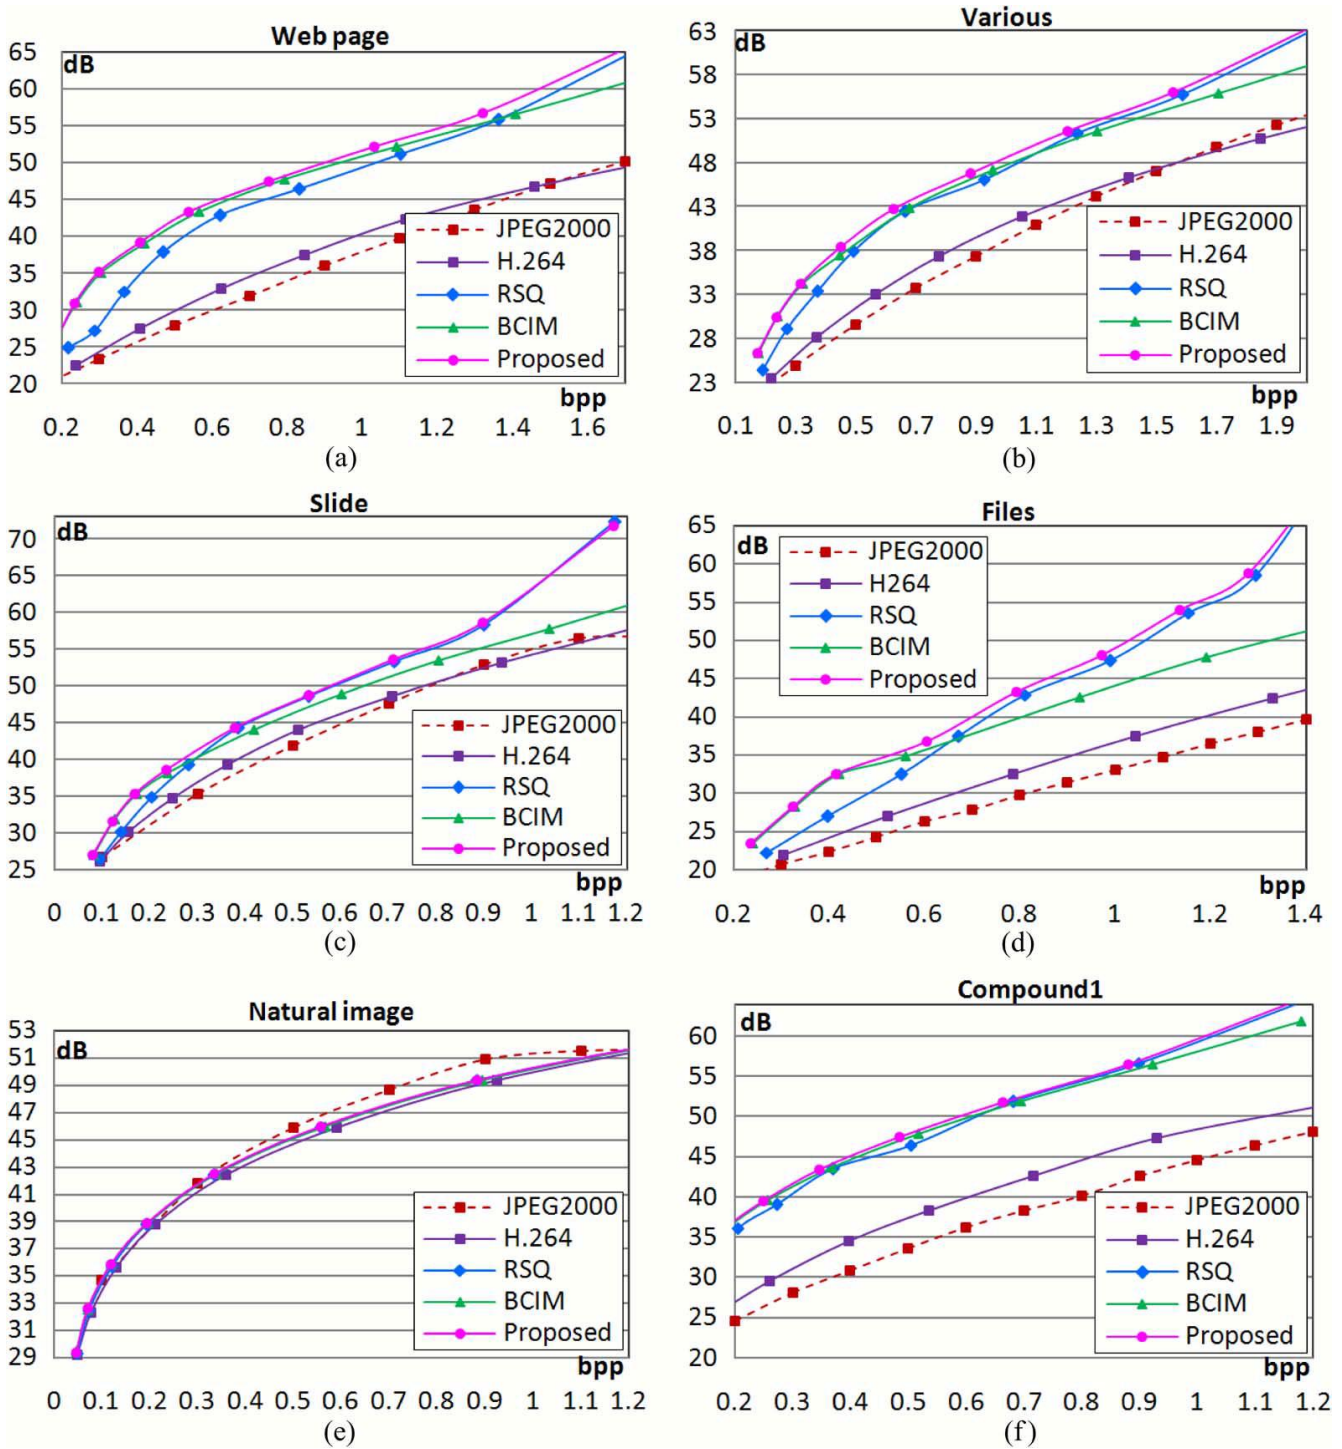 Web page
dB
65
60
55
50
45
40
35
30
25
20
JPEG2000
H.264
RSQ
BCIM
Proposed
bpp
0.2 0.4 0.6 0.8 1 1.2 1.4 1.6
(a)
Various
dB
63
58
53
48
43
38
33
28
23
JPEG2000
H.264
RSQ
BCIM
Proposed
bpp
0.1 0.3 0.5 0.7 0.9 1.1 1.3 1.5 1.7 1.9
(b)
Slide
dB
70
65
60
55
50
45
40
35
30
25
JPEG2000
H.264
RSQ
BCIM
Proposed
bpp
0 0.1 0.2 0.3 0.4 0.5 0.6 0.7 0.8 0.9 1 1.1 1.2
(c)
Files
dB
65
60
55
50
45
40
35
30
25
20
JPEG2000
H264
RSQ
BCIM
Proposed
bpp
0.2 0.4 0.6 0.8 1 1.2 1.4
(d)
Natural image
dB
53
51
49
47
45
43
41
39
37
35
33
31
29
JPEG2000
H.264
RSQ
BCIM
Proposed
bpp
0 0.1 0.2 0.3 0.4 0.5 0.6 0.7 0.8 0.9 1 1.1 1.2
(e)
Compound1
dB
60
55
50
45
40
35
30
25
20
JPEG2000
H.264
RSQ
BCIM
Proposed
bpp
0.2 0.3 0.4 0.5 0.6 0.7 0.8 0.9 1 1.1 1.2
(f)